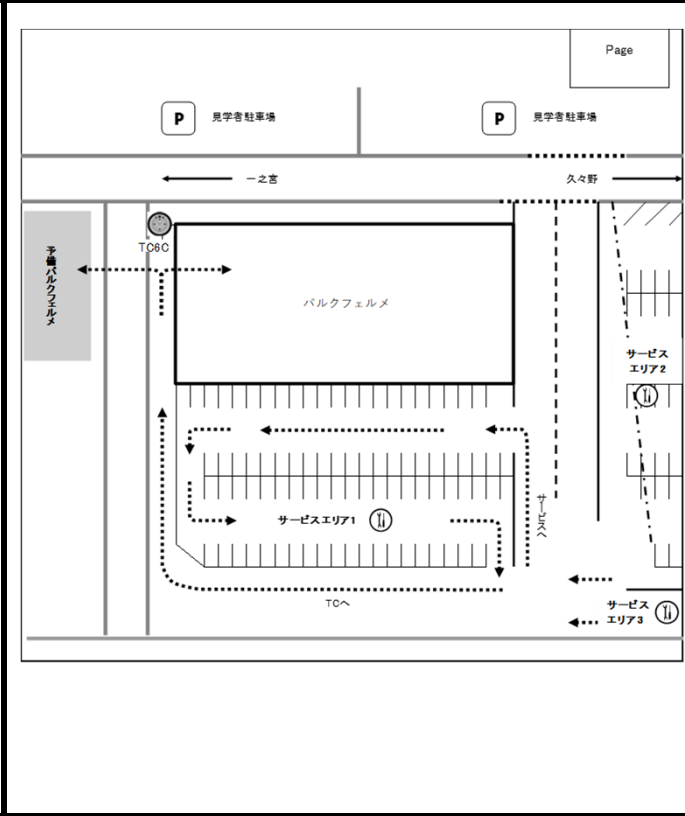 Page
P 見学者駐車場
P 見学者駐車場
一之宮
久々野
TC6C
予備パルクフェルメ
パルクフェルメ
サービス
エリア2
サービスへ
サービスエリア1
TCへ
サービス
エリア3